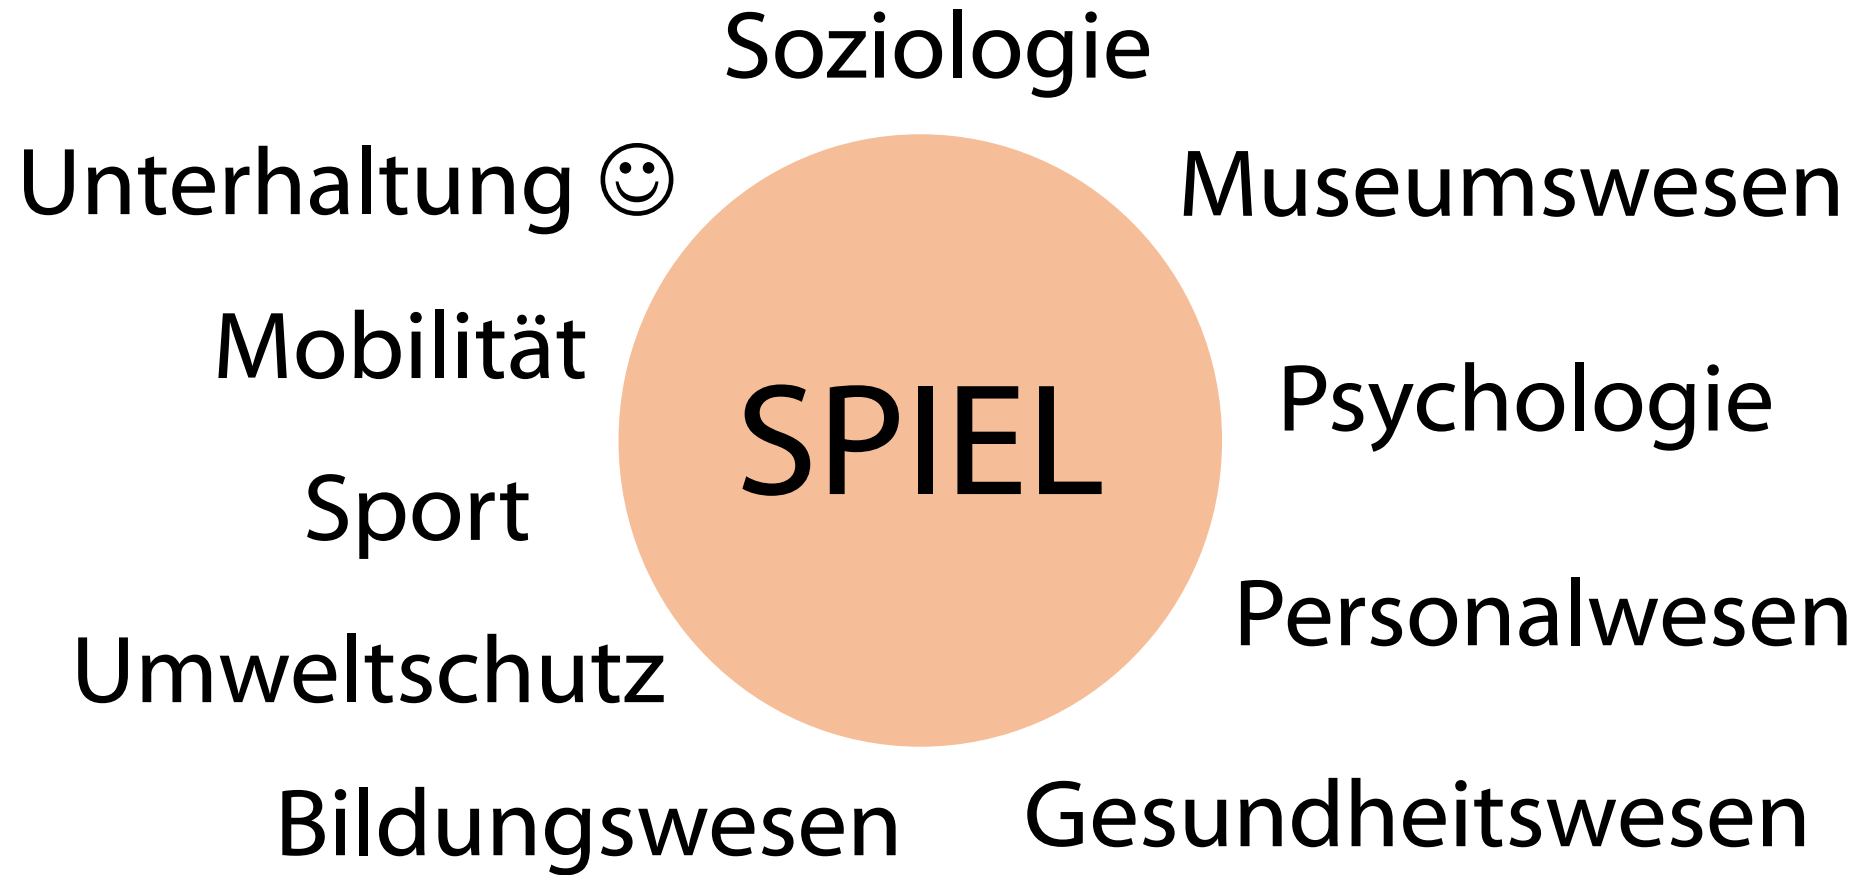 Soziologie
Unterhaltung ☺
Museumswesen
Mobilität
Psychologie
SPIEL
Sport
Personalwesen
Umweltschutz
Bildungswesen
Gesundheitswesen